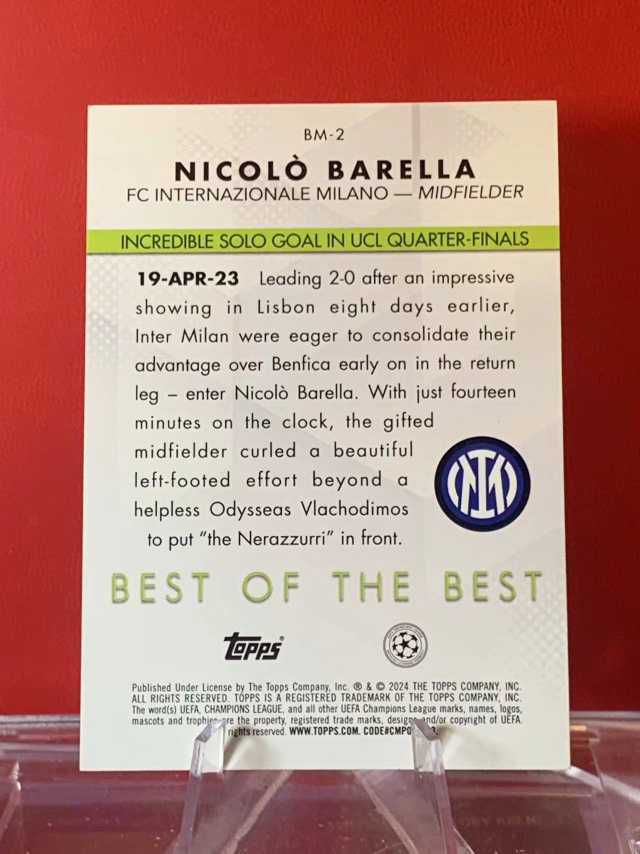 BM-2
NICOLÒ BARELLA
FC INTERNAZIONALE MILANO — MIDFIELDER
INCREDIBLE SOLO GOAL IN UCL QUARTER-FINALS
19-APR-23 Leading 2-0 after an impressive
showing in Lisbon eight days earlier,
Inter Milan were eager to consolidate their
advantage over Benfica early on in the return
leg – enter Nicolò Barella. With just fourteen
minutes on the clock, the gifted
midfielder curled a beautiful
left-footed effort beyond a
helpless Odysseas Vlachodimos
to put “the Nerazzurri” in front.
BEST OF THE BEST
Topps®
Published Under License by The Topps Company, Inc. ® & © 2024 THE TOPPS COMPANY, INC.
ALL RIGHTS RESERVED. TOPPS IS A REGISTERED TRADEMARK OF THE TOPPS COMPANY, INC.
The word(s) UEFA, CHAMPIONS LEAGUE, and all other UEFA Champions League marks, names, logos,
mascots and trophies are the property, registered trade marks, designs and/or copyright of UEFA.
rights reserved. WWW.TOPPS.COM.